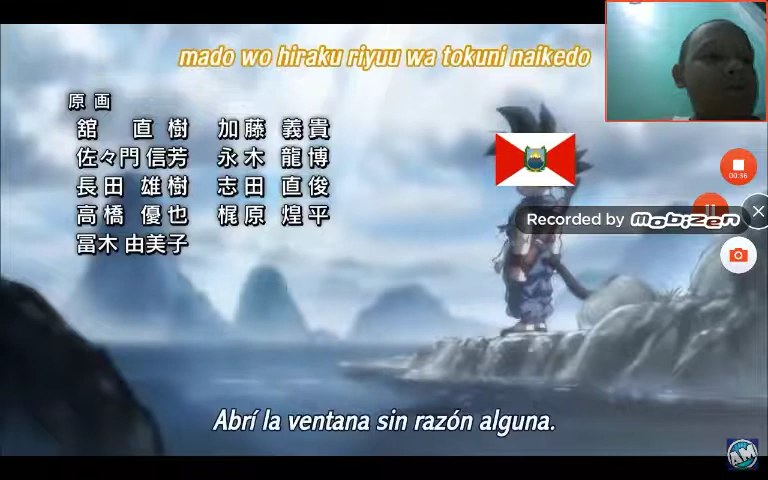 mado wo hiraku riyuu wa tokuni naikedo
原画
舘 直樹 加藤 義貴
佐々門 信芳 永木 龍博
長田 雄樹 志田 直俊
高橋 優也 梶原 煌平
冨木 由美子
00:36
Recorded by mobizen
Abrí la ventana sin razón alguna.
AM